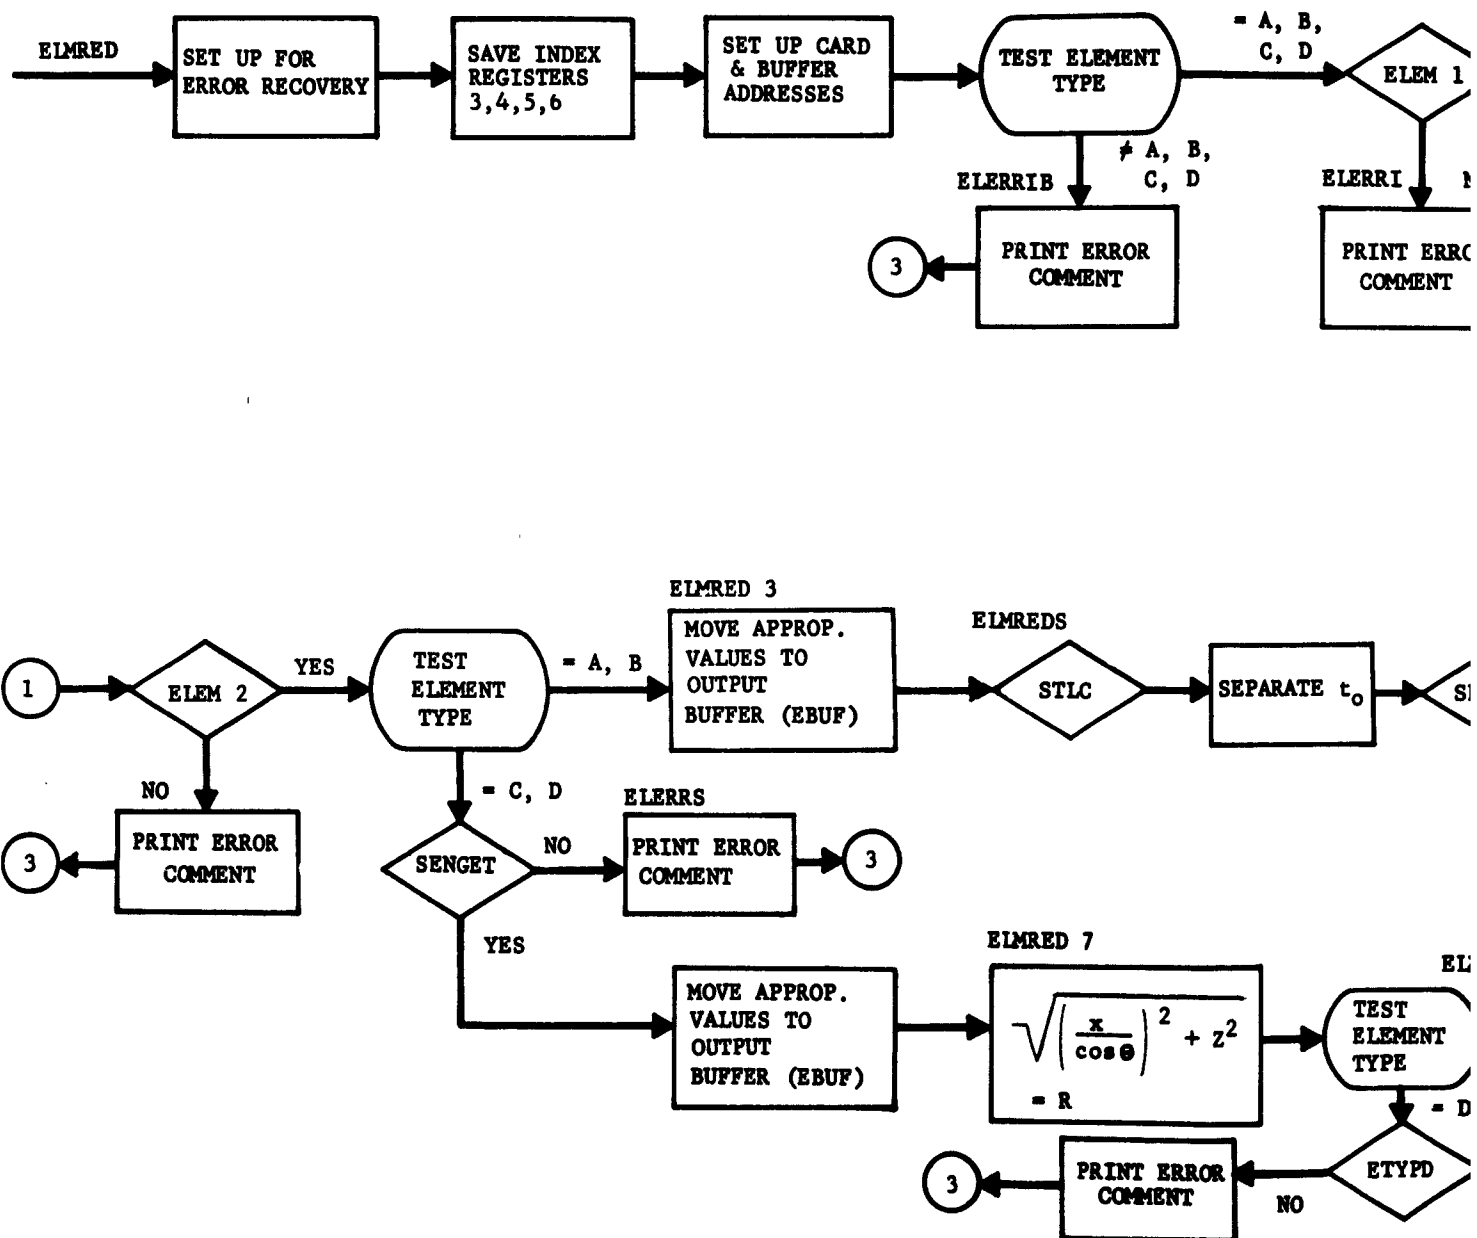 ELMRED
SET UP FOR
ERROR RECOVERY
SAVE INDEX
REGISTERS
3,4,5,6
SET UP CARD
& BUFFER
ADDRESSES
TEST ELEMENT
TYPE
= A, B,
C, D
ELEM 1
≠ A, B,
C, D
ELERRIB
PRINT ERROR
COMMENT
3
ELERRI
COMMENT
1
ELEM 2
YES
NO
PRINT ERROR
COMMENT
3
TEST
ELEMENT
TYPE
= A, B
ELMRED 3
MOVE APPROP.
VALUES TO
OUTPUT
BUFFER (EBUF)
ELMREDS
STLC
SEPARATE t₀
= C, D
SENGET
NO
ELERRS
PRINT ERROR
COMMENT
3
YES
MOVE APPROP.
VALUES TO
OUTPUT
BUFFER (EBUF)
ELMRED 7
√((x/cosθ)² + Z²)
= R
TEST
ELEMENT
TYPE
= D
ETYPD
NO
PRINT ERROR
COMMENT
3